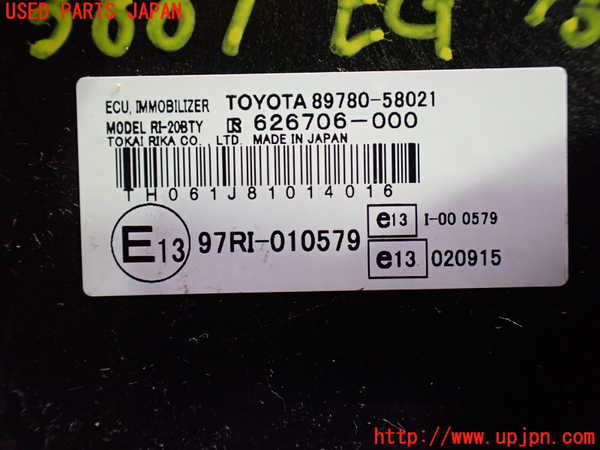 USED PARTS JAPAN
ECU, IMMOBILIZER TOYOTA 89780-58021
MODEL RI-20BTY 626706-000
TOKAI RIKA CO., LTD. MADE IN JAPAN
TH061J81014016
E13 97RI-010579
e13 I-00 0579
e13 020915
http://www.upjpn.com/